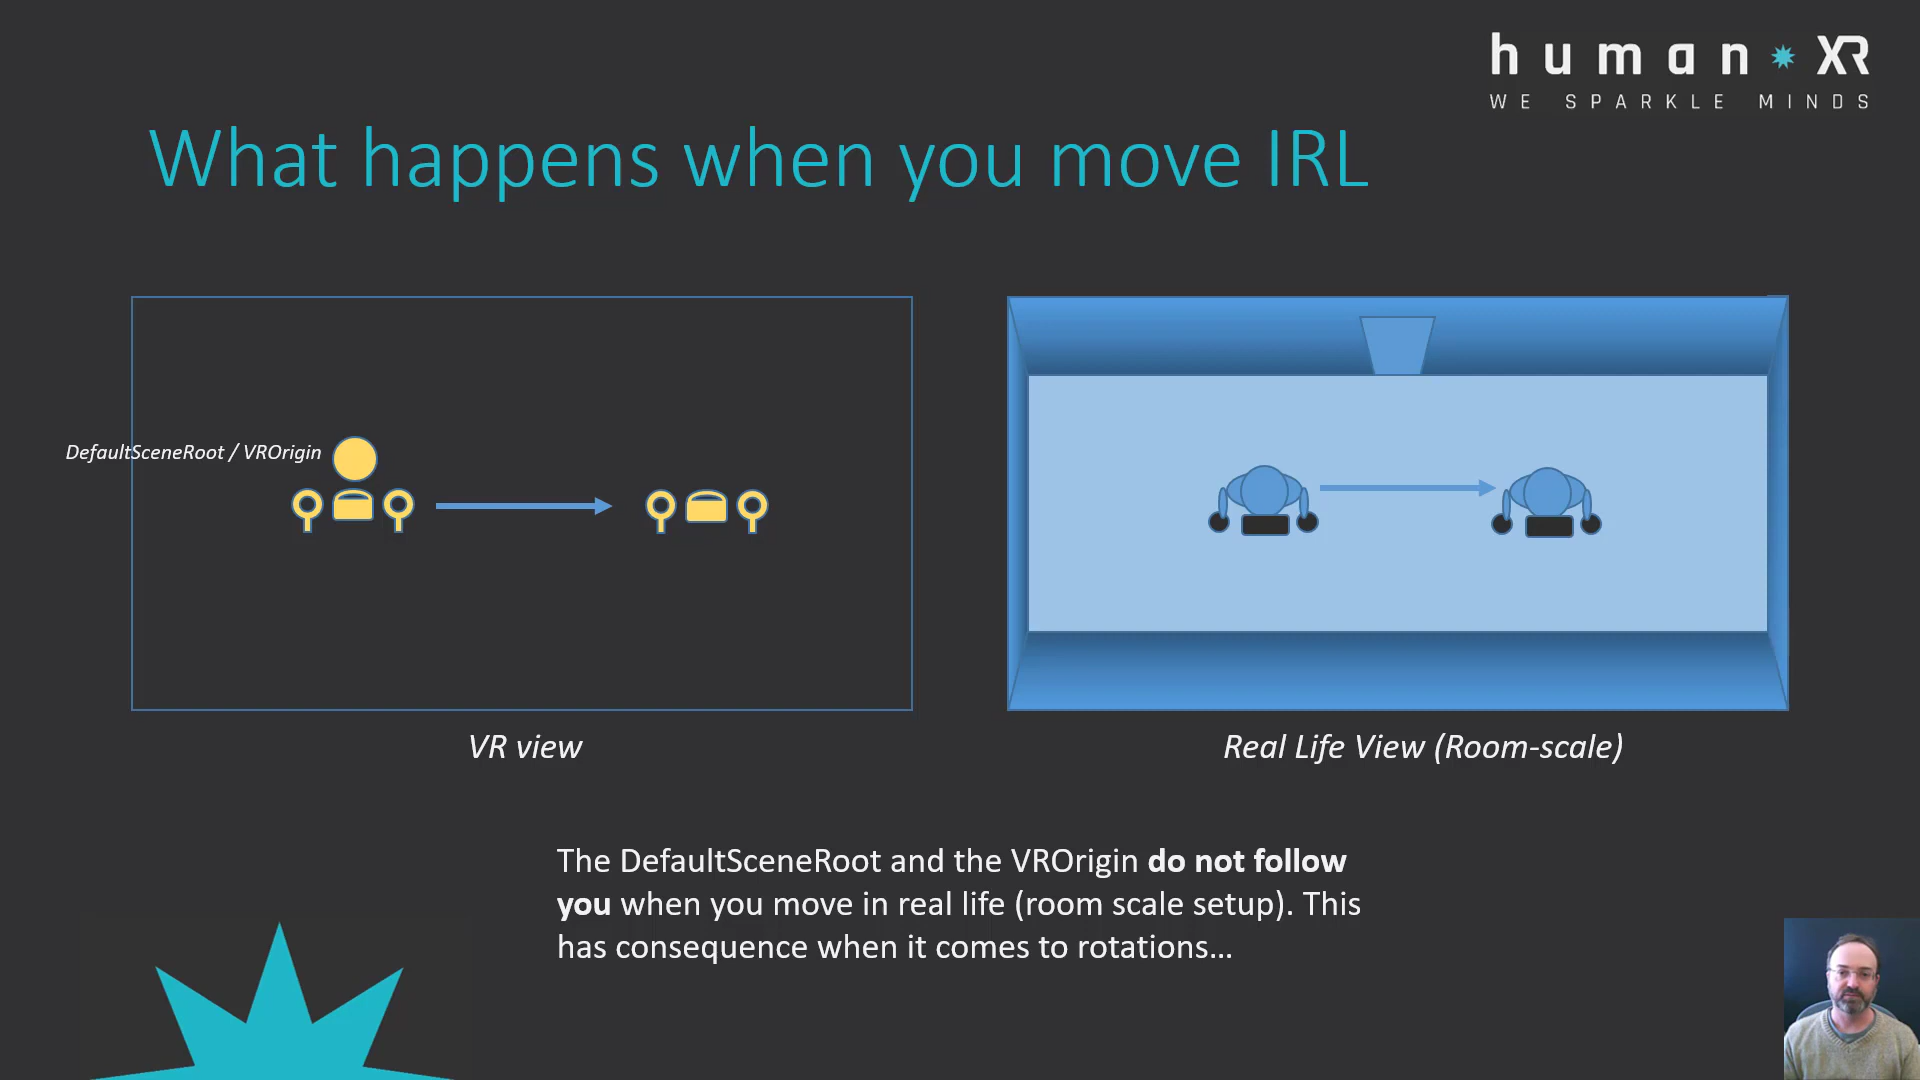 human XR
WE SPARKLE MINDS
What happens when you move IRL
DefaultSceneRoot / VROrigin
VR view
Real Life View (Room-scale)
The DefaultSceneRoot and the VROrigin do not follow
you when you move in real life (room scale setup). This
has consequence when it comes to rotations...